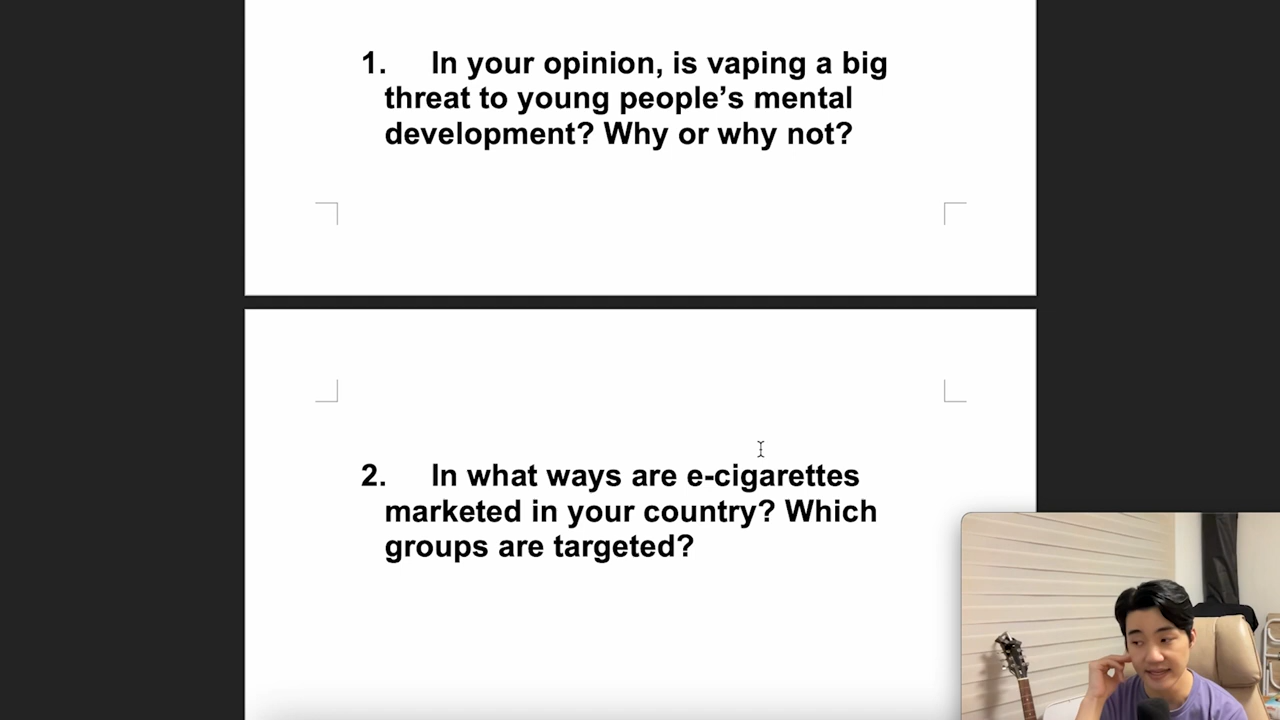 1. In your opinion, is vaping a big
threat to young people’s mental
development? Why or why not?
2. In what ways are e-cigarettes
marketed in your country? Which
groups are targeted?